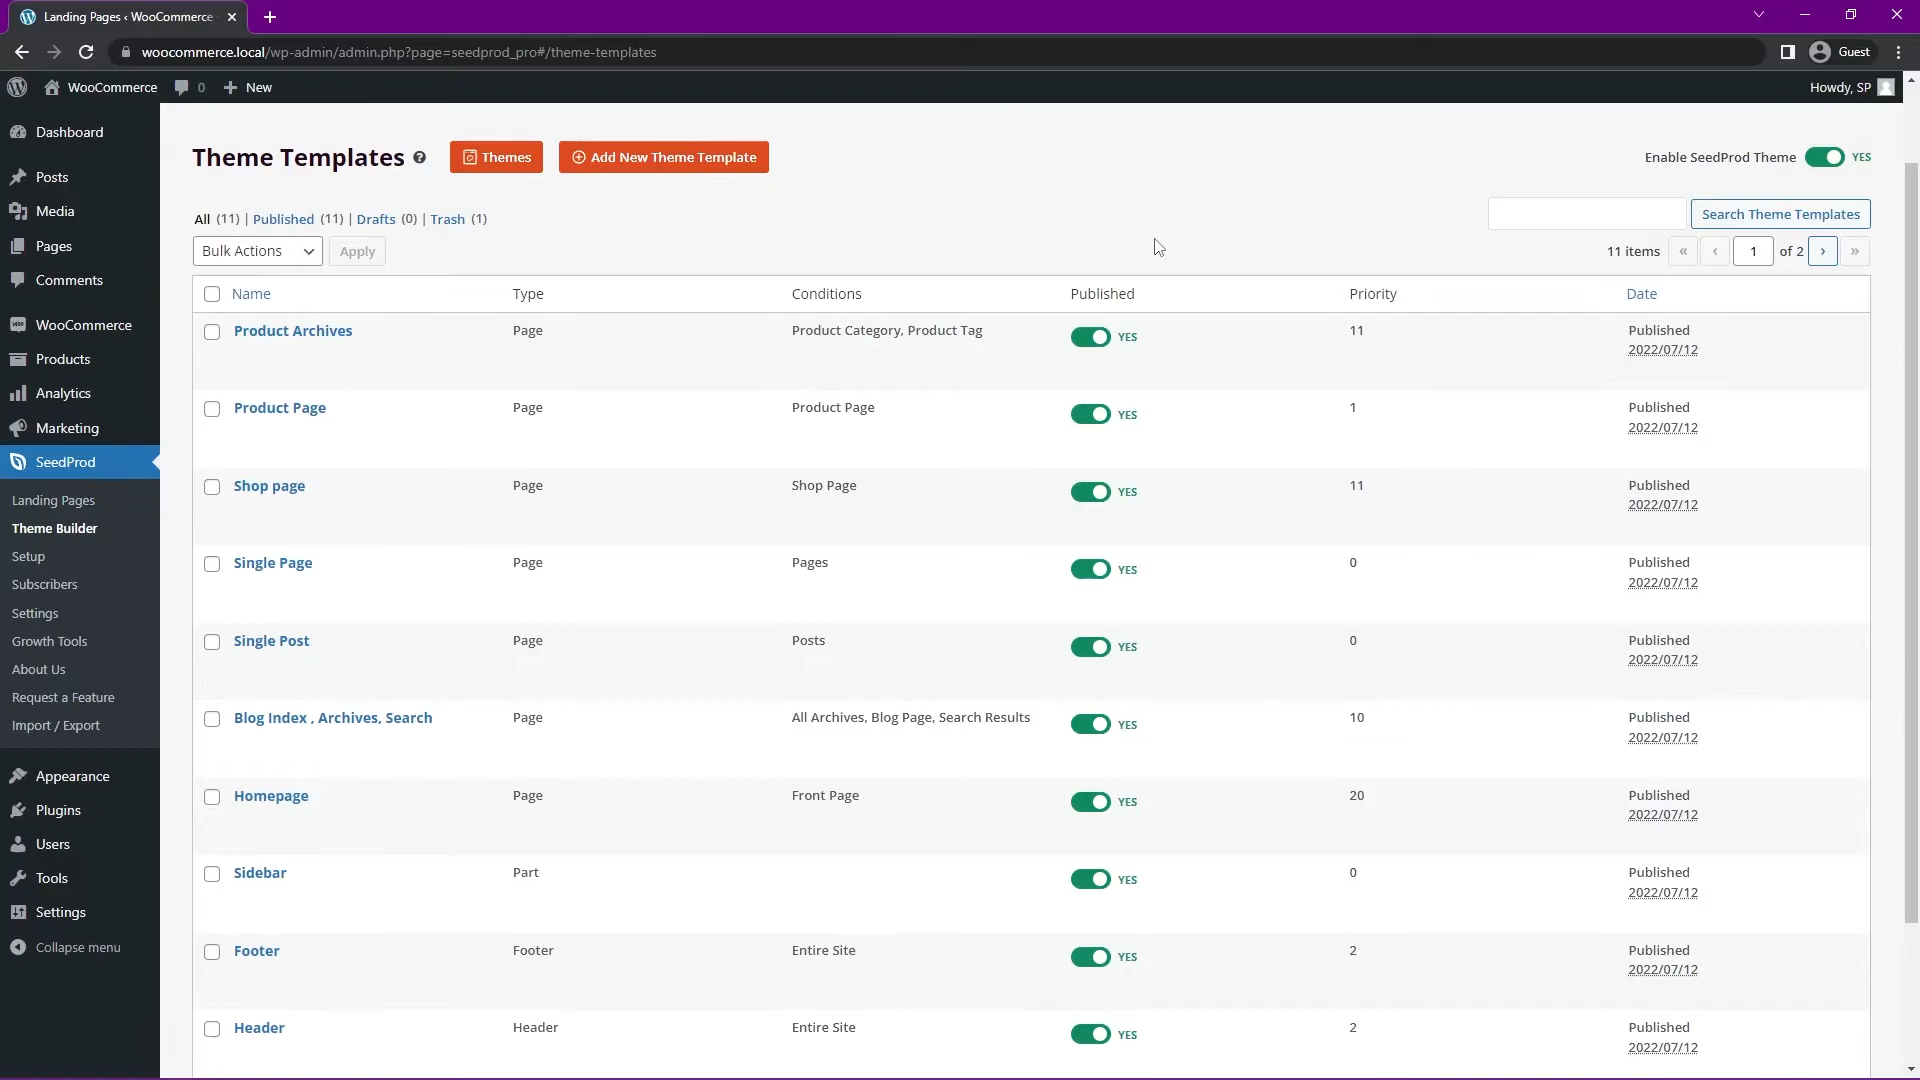 Landing Pages ‹ WooCommerce
woocommerce.local/wp-admin/admin.php?page=seedprod_pro#/theme-templates
Guest
WooCommerce 0 New
Howdy, SP
Dashboard
Posts
Media
Pages
Comments
WooCommerce
Products
Analytics
Marketing
SeedProd
Landing Pages
Theme Builder
Setup
Subscribers
Settings
Growth Tools
About Us
Request a Feature
Import / Export
Appearance
Plugins
Users
Tools
Settings
Collapse menu
Theme Templates
Themes
Add New Theme Template
Enable SeedProd Theme YES
All (11) | Published (11) | Drafts (0) | Trash (1)
Search Theme Templates
Bulk Actions Apply
11 items « ‹ 1 of 2 › »
Name Type Conditions Published Priority Date
Product Archives Page Product Category, Product Tag YES 11 Published
2022/07/12
Product Page Page Product Page YES 1 Published
2022/07/12
Shop page Page Shop Page YES 11 Published
2022/07/12
Single Page Page Pages YES 0 Published
2022/07/12
Single Post Page Posts YES 0 Published
2022/07/12
Blog Index , Archives, Search Page All Archives, Blog Page, Search Results YES 10 Published
2022/07/12
Homepage Page Front Page YES 20 Published
2022/07/12
Sidebar Part YES 0 Published
2022/07/12
Footer Footer Entire Site YES 2 Published
2022/07/12
Header Header Entire Site YES 2 Published
2022/07/12